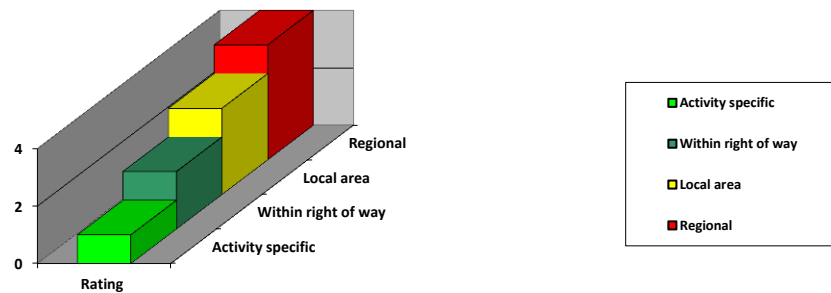 4
2
0
Rating
Regional
Local area
Within right of way
Activity specific
Activity specific
Within right of way
Local area
Regional